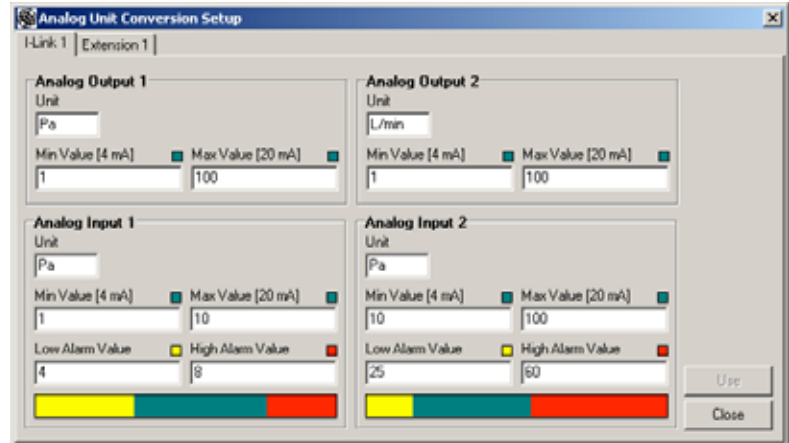 Analog Unit Conversion Setup
I-Link 1 Extension 1
Analog Output 1
Unit
Pa
Min Value [4 mA] Max Value [20 mA]
1 100
Analog Output 2
Unit
L/min
Min Value [4 mA] Max Value [20 mA]
1 100
Analog Input 1
Unit
Pa
Min Value [4 mA] Max Value [20 mA]
1 10
Low Alarm Value High Alarm Value
4 8
Analog Input 2
Unit
Pa
Min Value [4 mA] Max Value [20 mA]
10 100
Low Alarm Value High Alarm Value
25 60
Use
Close